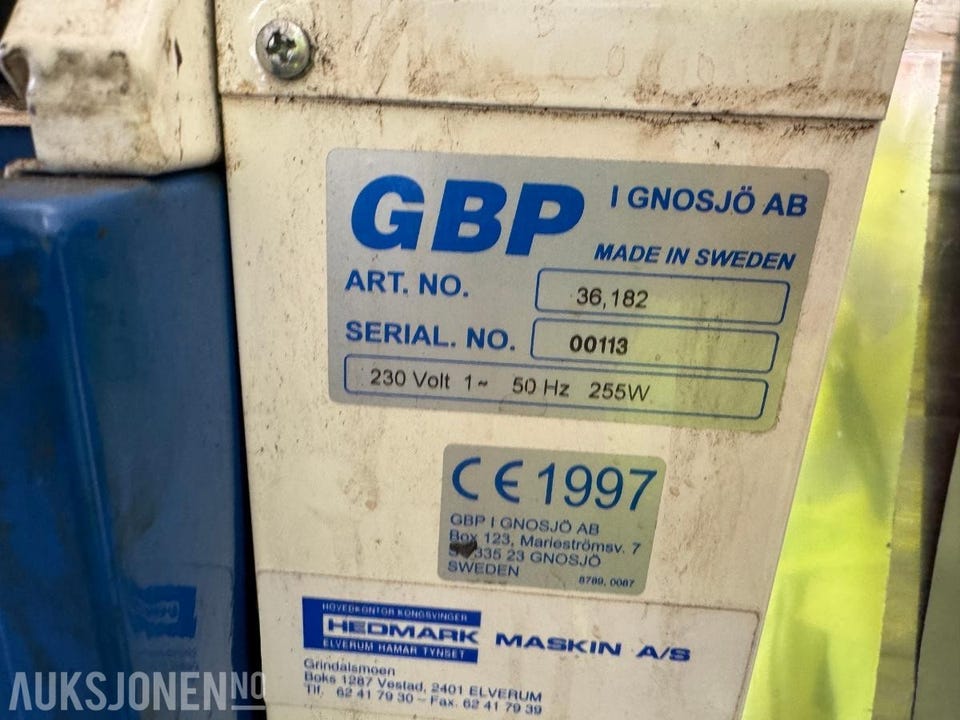 GBP I GNOSJÖ AB
MADE IN SWEDEN
ART. NO. 36,182
SERIAL. NO. 00113
230 Volt 1~ 50 Hz 255W
CE 1997
GBP I GNOSJÖ AB
Box 123, Marieströmsv. 7
335 23 GNOSJÖ
SWEDEN 8789, 0087
HOVEDKONTOR KONGSVINGER
HEDMARK MASKIN A/S
ELVERUM HAMAR TYNSET
Grindalsmoen
Boks 1287 Vestad, 2401 ELVERUM
Tlf. 62 41 79 30 – Fax. 62 41 79 39
AUKSJONEN.NO